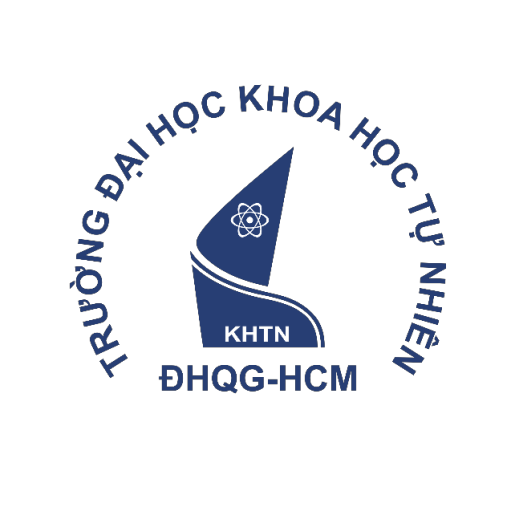 TRƯỜNG ĐẠI HỌC KHOA HỌC TỰ NHIÊN
KHTN
ĐHQG-HCM